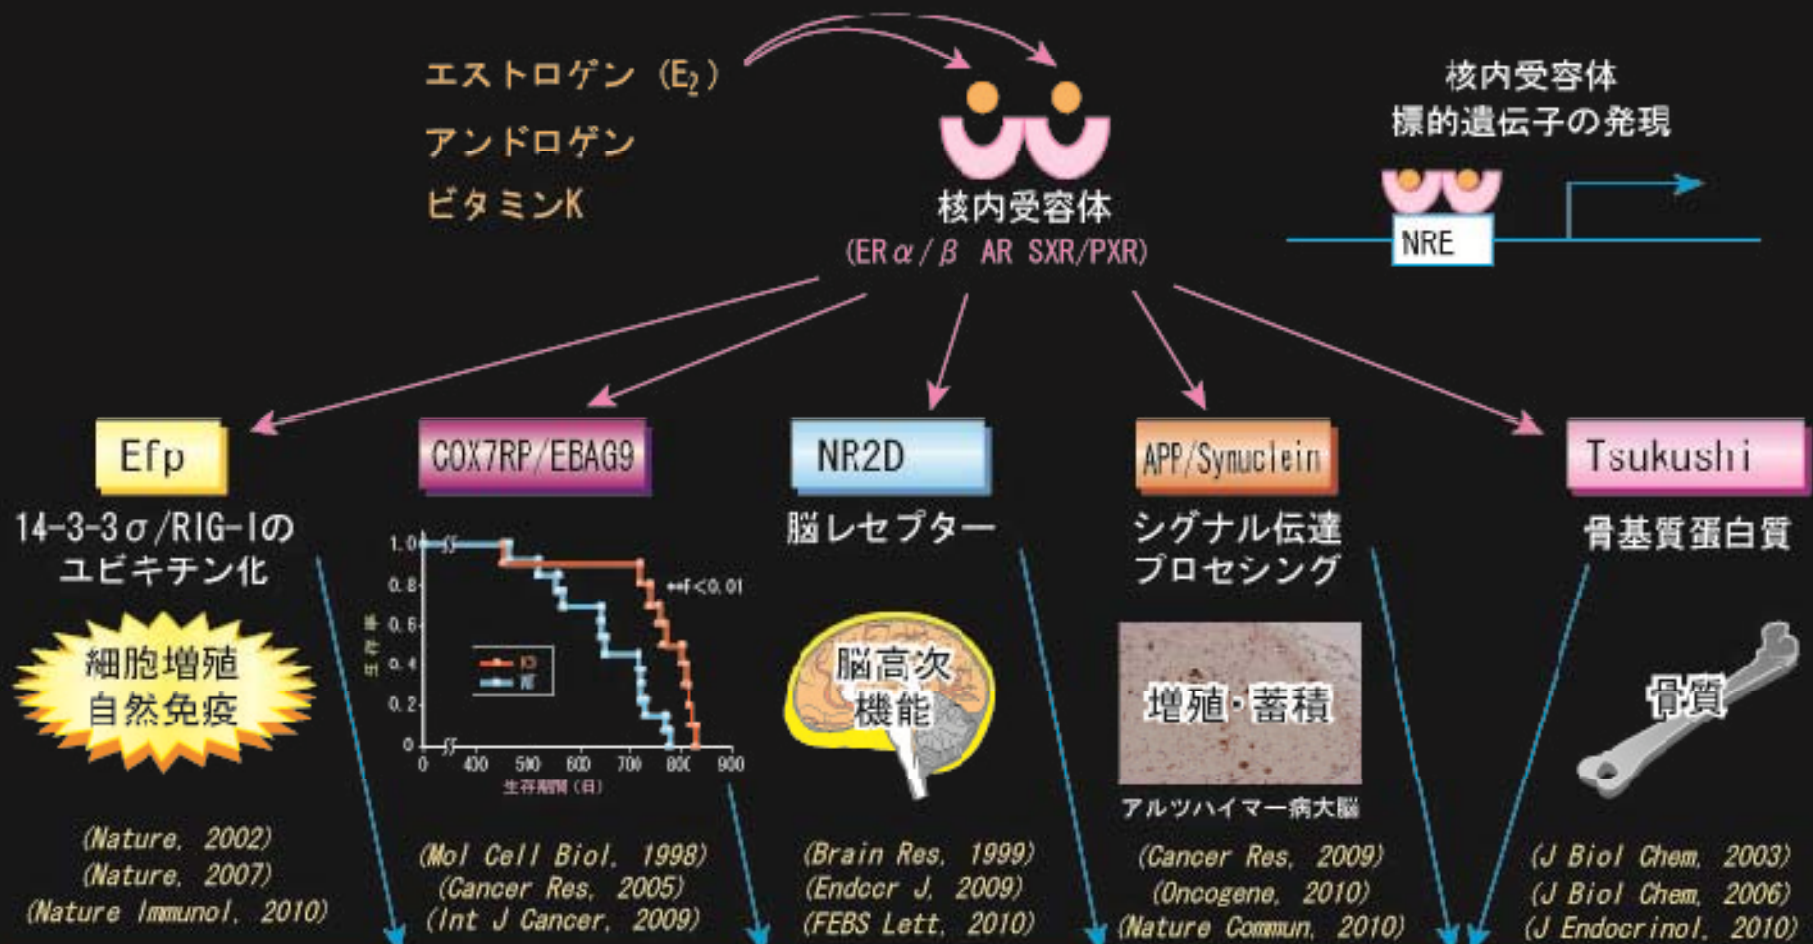 エストロゲン (E2)
アンドロゲン
ビタミンK
核内受容体
(ERα/β AR SXR/PXR)
核内受容体
標的遺伝子の発現
NRE
Efp
14-3-3σ/RIG-Iの
ユビキチン化
細胞増殖
自然免疫
(Nature, 2002)
(Nature, 2007)
(Nature Immunol, 2010)
COX7RP/EBAG9
1.0
0.8
0.6
0.4
0.2
0
生存率
KO
0 400 500 600 700 800 900
生存期間(日)
(Mol Cell Biol, 1998)
(Cancer Res, 2005)
(Int J Cancer, 2009)
NR2D
脳レセプター
脳高次
機能
(Brain Res, 1999)
(Endocr J, 2009)
(FEBS Lett, 2010)
APP/Synuclein
シグナル伝達
プロセシング
増殖・蓄積
アルツハイマー病大脳
(Cancer Res, 2009)
(Oncogene, 2010)
(Nature Commun, 2010)
Tsukushi
骨基質蛋白質
骨質
(J Biol Chem, 2003)
(J Biol Chem, 2006)
(J Endocrinol, 2010)